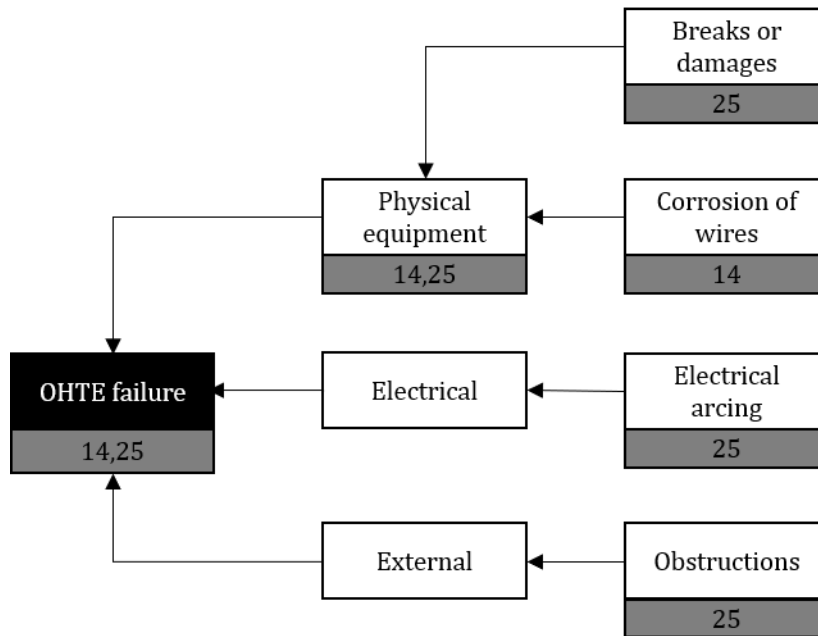 Breaks or
damages
25
Physical
equipment
14,25
Corrosion of
wires
14
OHTE failure
14,25
Electrical
Electrical
arcing
25
External
Obstructions
25